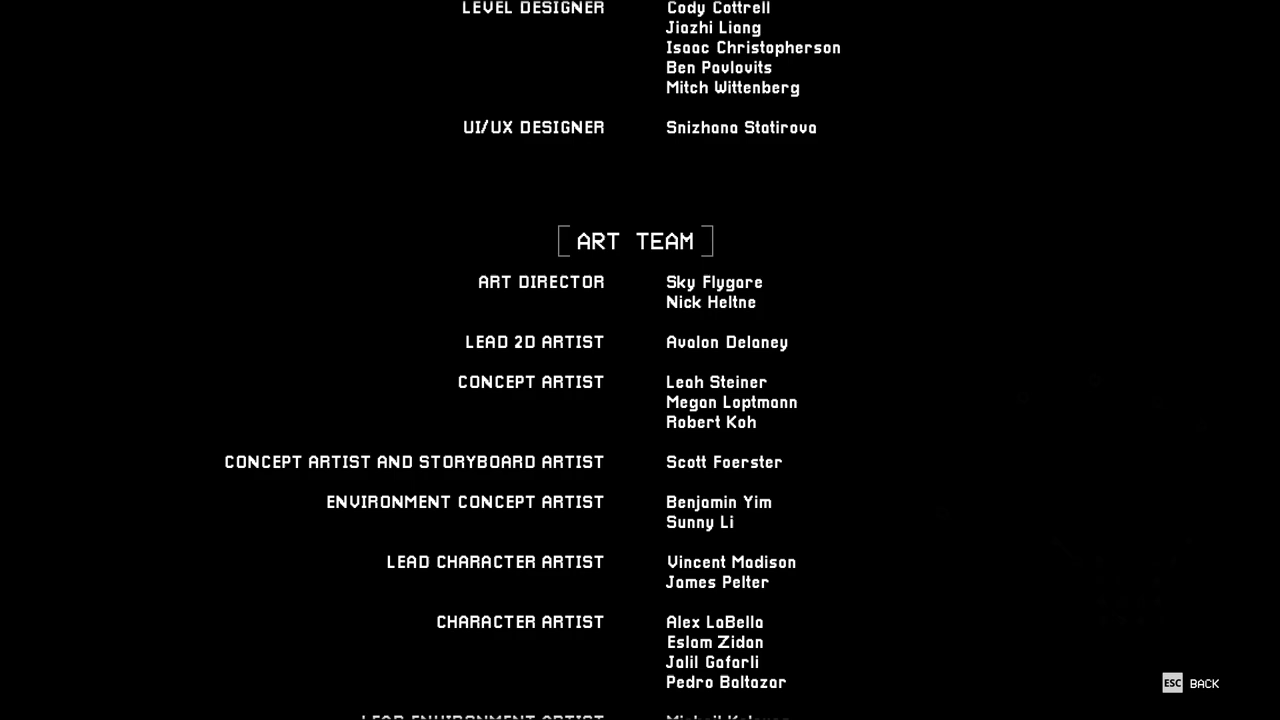 LEVEL DESIGNER Cody Cottrell
Jiazhi Liang
Isaac Christopherson
Ben Pavlovits
Mitch Wittenberg
UI/UX DESIGNER Snizhana Statirova
ART TEAM
ART DIRECTOR Sky Flygare
Nick Heltne
LEAD 2D ARTIST Avalon Delaney
CONCEPT ARTIST Leah Steiner
Megan Loptmann
Robert Koh
CONCEPT ARTIST AND STORYBOARD ARTIST Scott Foerster
ENVIRONMENT CONCEPT ARTIST Benjamin Yim
Sunny Li
LEAD CHARACTER ARTIST Vincent Madison
James Pelter
CHARACTER ARTIST Alex LaBella
Eslam Zidan
Jalil Gafarli
Pedro Baltazar
ESC BACK
LEAD ENVIRONMENT ARTIST